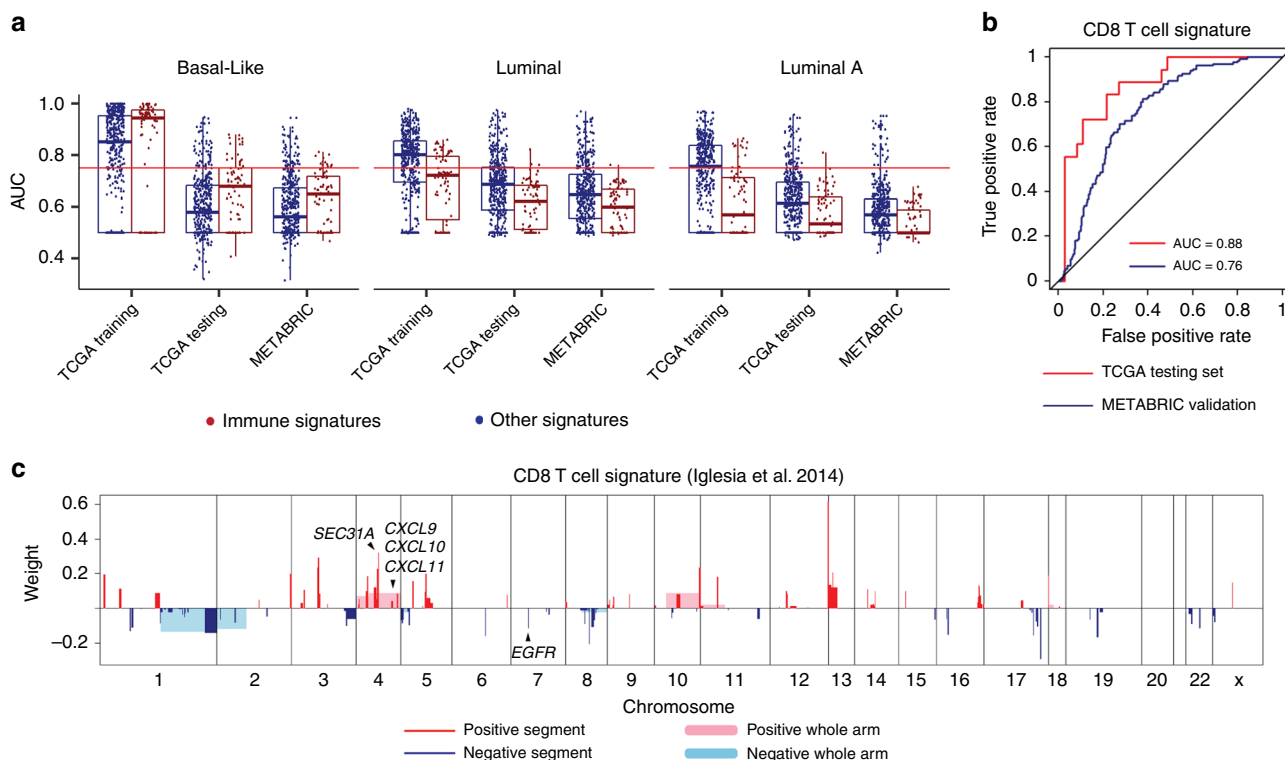 a
Basal-Like
Luminal
Luminal A
AUC
1.0
0.8
0.6
0.4
TCGA training
TCGA testing
METABRIC
TCGA training
TCGA testing
METABRIC
TCGA training
TCGA testing
METABRIC
Immune signatures
Other signatures
b
CD8 T cell signature
True positive rate
1
0.8
0.6
0.4
0.2
0
AUC = 0.88
AUC = 0.76
0
0.2
0.4
0.6
0.8
1
False positive rate
TCGA testing set
METABRIC validation
c
CD8 T cell signature (Iglesia et al. 2014)
Weight
0.6
0.4
0.2
0
−0.2
SEC31A
CXCL9
CXCL10
CXCL11
EGFR
1
2
3
4
5
6
7
8
9
10
11
12
13
14
15
16
17
18
19
20
22
x
Chromosome
Positive segment
Negative segment
Positive whole arm
Negative whole arm